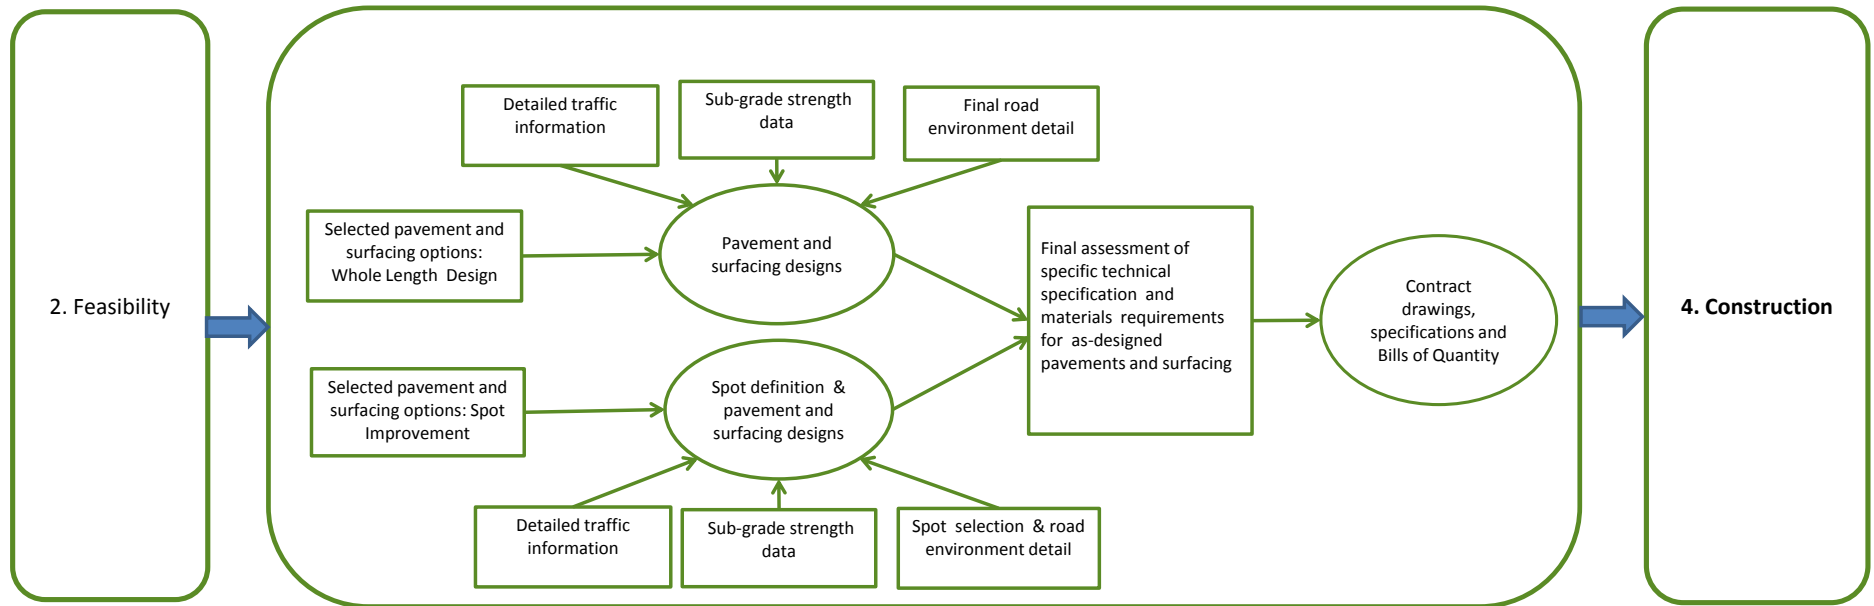 2. Feasibility
Detailed traffic
information
Sub-grade strength
data
Final road
environment detail
Selected pavement and
surfacing options:
Whole Length Design
Pavement and
surfacing designs
Selected pavement and
surfacing options: Spot
Improvement
Spot definition &
pavement and
surfacing designs
Detailed traffic
information
Sub-grade strength
data
Spot selection & road
environment detail
Final assessment of
specific technical
specification and
materials requirements
for as-designed
pavements and surfacing
Contract
drawings,
specifications and
Bills of Quantity
4. Construction